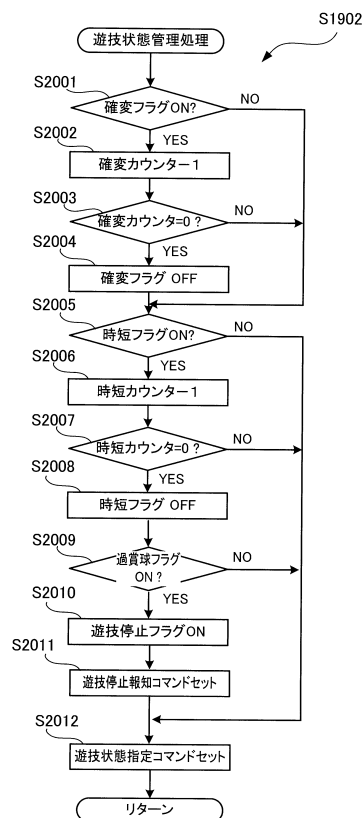 S1902
遊技状態管理処理
S2001
確変フラグON?
NO
YES
S2002
確変カウンタ－1
S2003
確変カウンタ=0？
NO
YES
S2004
確変フラグ OFF
S2005
時短フラグON?
NO
YES
S2006
時短カウンタ－1
S2007
時短カウンタ=0？
NO
YES
S2008
時短フラグ OFF
S2009
過賞球フラグ
ON？
NO
YES
S2010
遊技停止フラグON
S2011
遊技停止報知コマンドセット
S2012
遊技状態指定コマンドセット
リターン